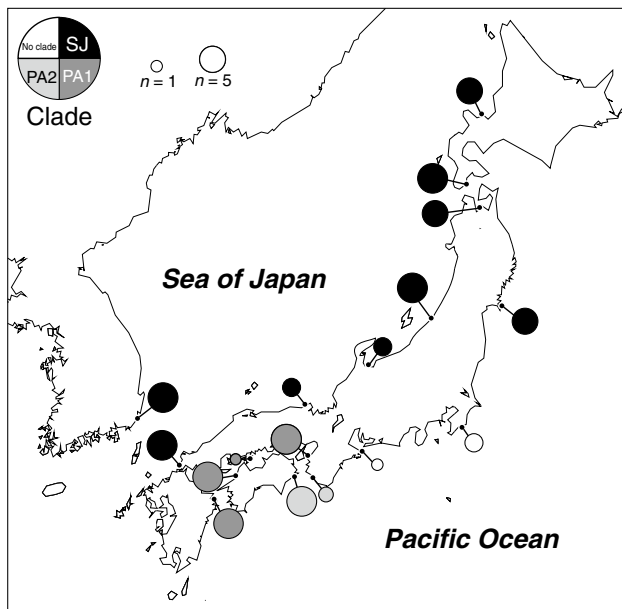 No clade SJ
PA2 PA1
Clade
n = 1 n = 5
Sea of Japan
Pacific Ocean